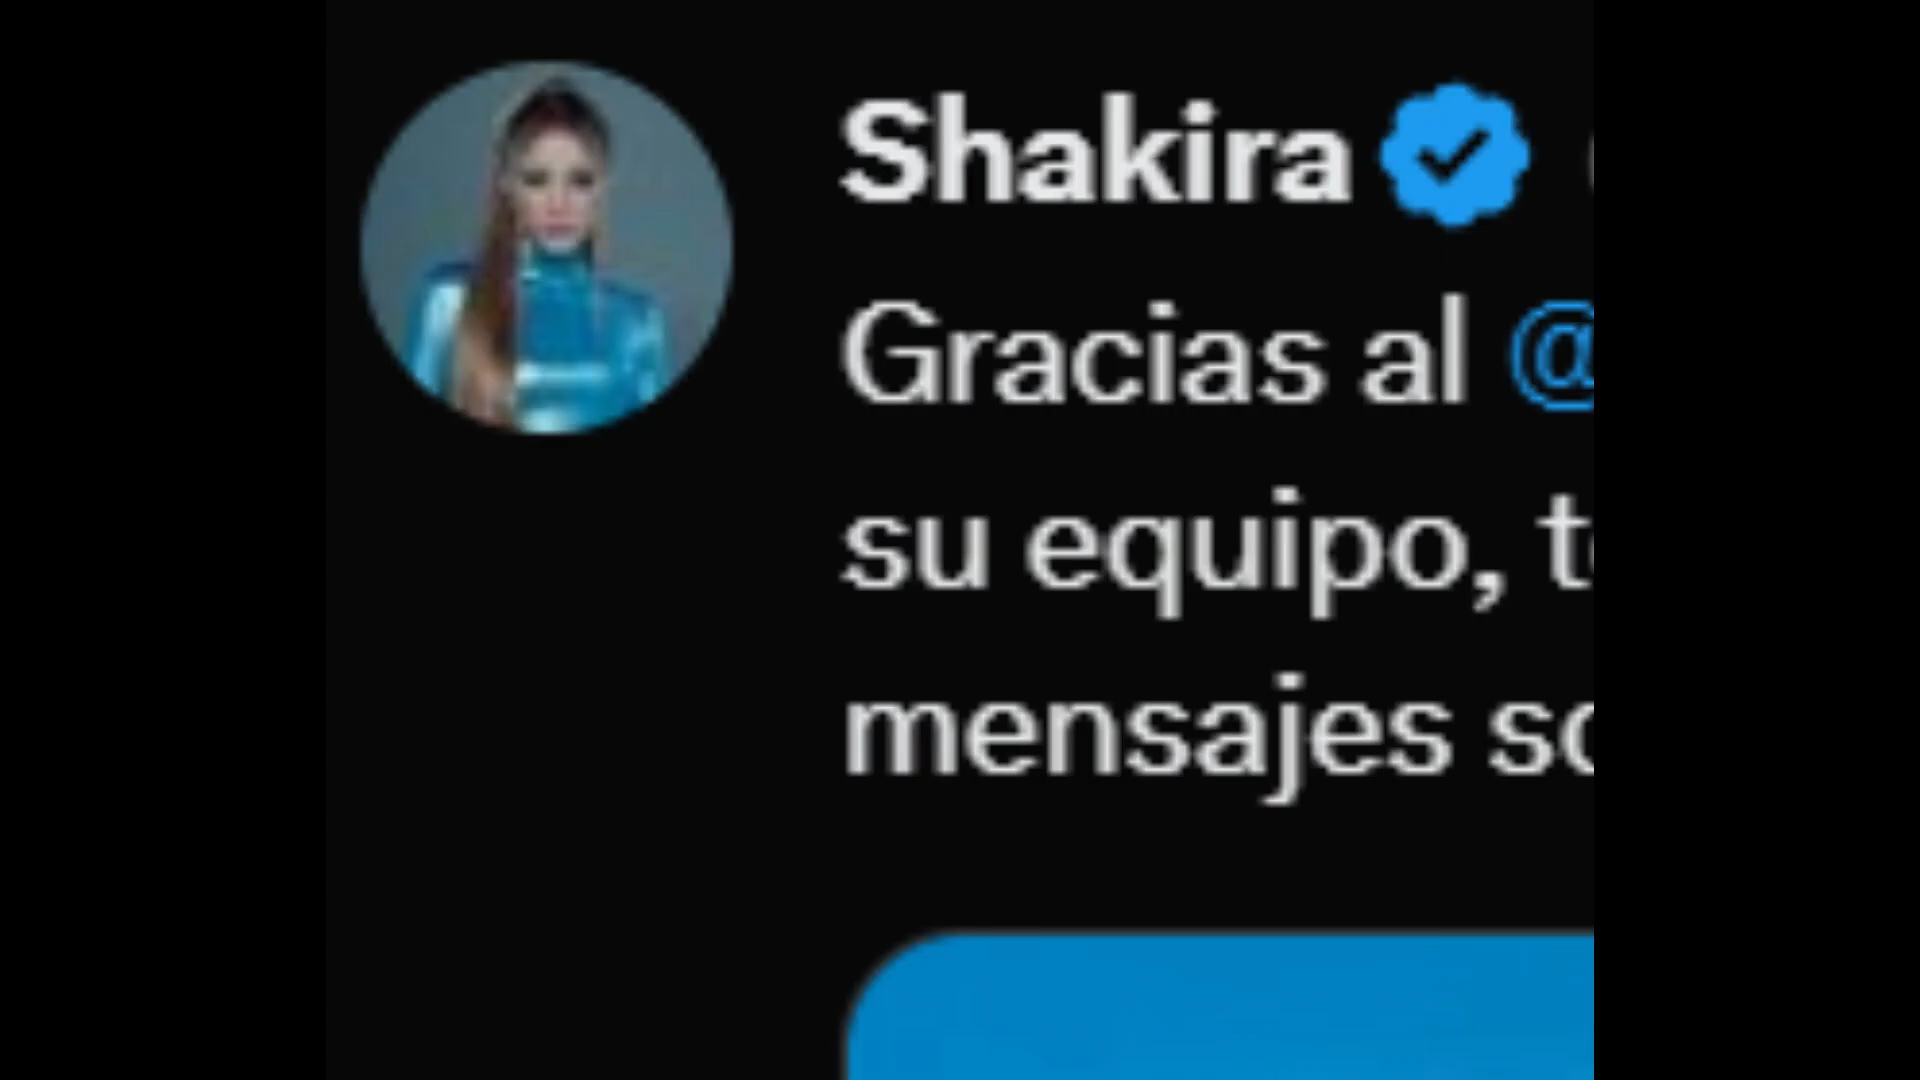 Shakira
Gracias al @
su equipo,
mensajes